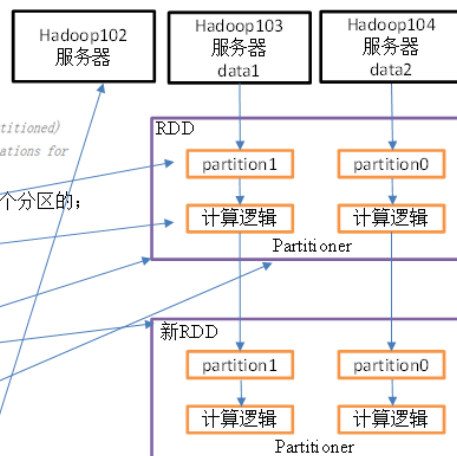 Hadoop102
服务器
Hadoop103
服务器
data1
Hadoop104
服务器
data2
titioned)
ations for
个分区的；
RDD
partition1
partition0
计算逻辑
计算逻辑
Partitioner
新RDD
partition1
partition0
计算逻辑
计算逻辑
Partitioner